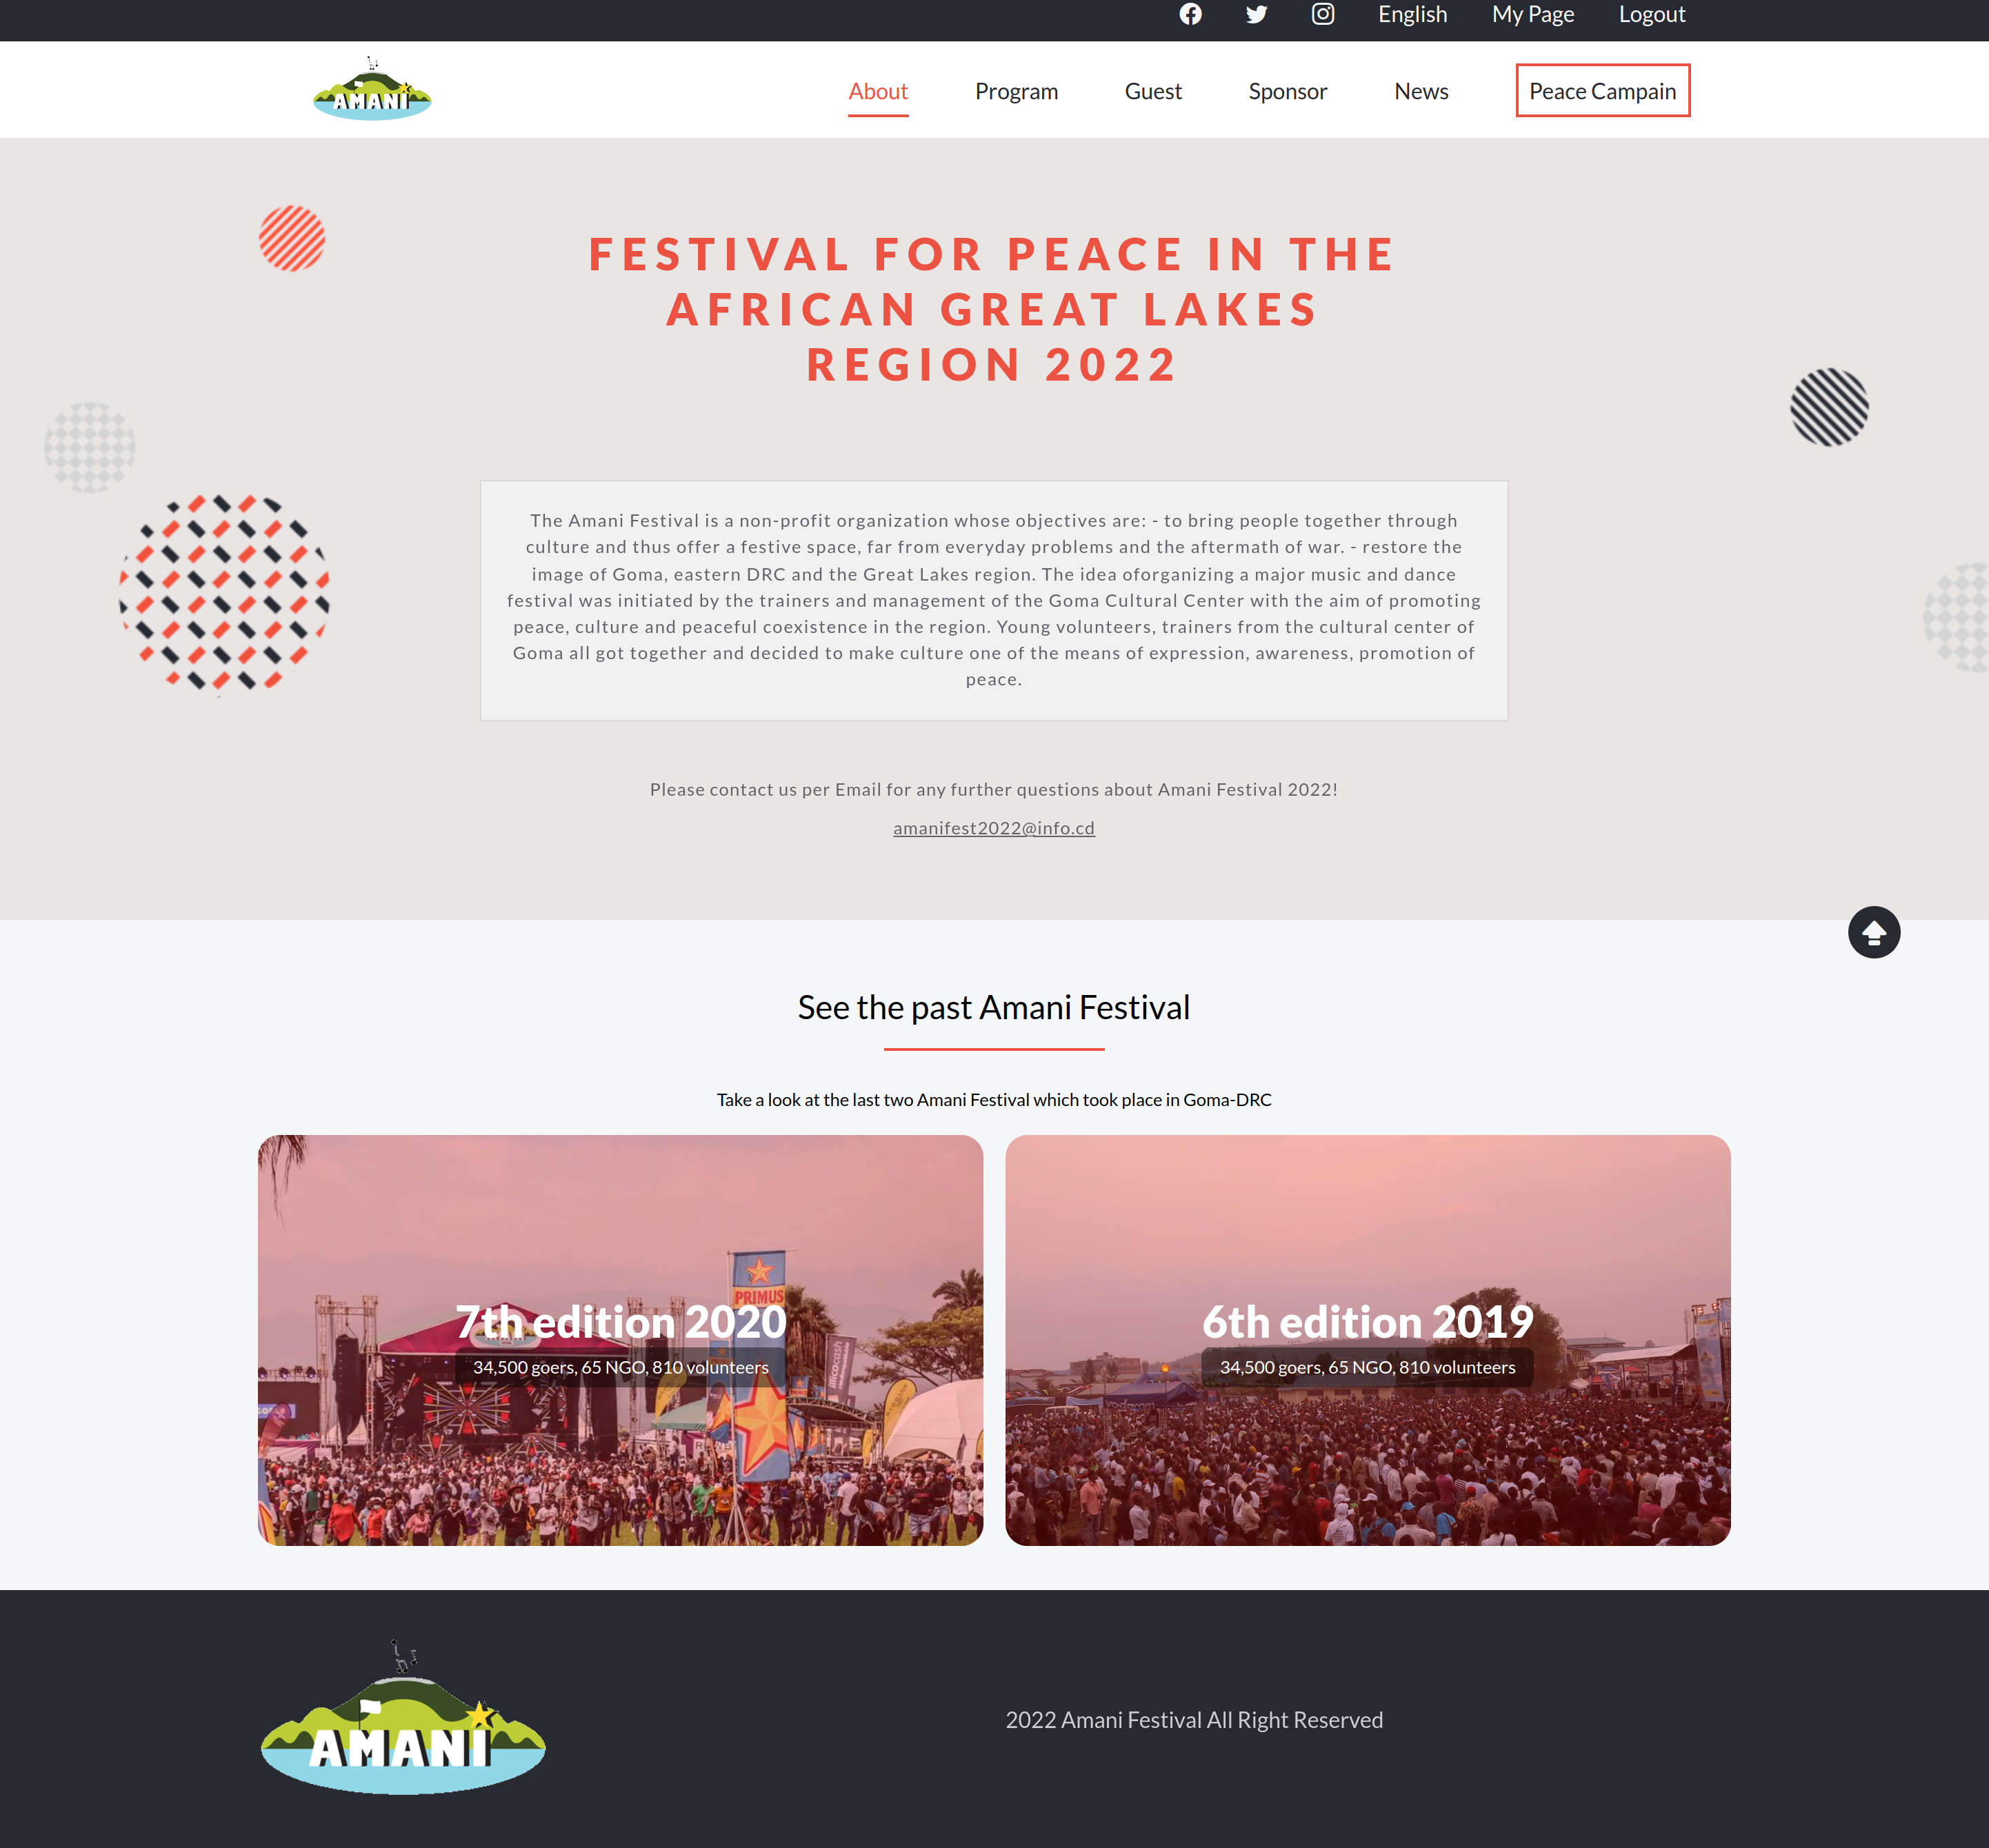 English My Page Logout
AMANI
About Program Guest Sponsor News Peace Campain
FESTIVAL FOR PEACE IN THE
AFRICAN GREAT LAKES
REGION 2022
The Amani Festival is a non-profit organization whose objectives are: - to bring people together through
culture and thus offer a festive space, far from everyday problems and the aftermath of war. - restore the
image of Goma, eastern DRC and the Great Lakes region. The idea oforganizing a major music and dance
festival was initiated by the trainers and management of the Goma Cultural Center with the aim of promoting
peace, culture and peaceful coexistence in the region. Young volunteers, trainers from the cultural center of
Goma all got together and decided to make culture one of the means of expression, awareness, promotion of
peace.
Please contact us per Email for any further questions about Amani Festival 2022!
amanifest2022@info.cd
See the past Amani Festival
Take a look at the last two Amani Festival which took place in Goma-DRC
PRIMUS
7th edition 2020
34,500 goers, 65 NGO, 810 volunteers
6th edition 2019
34,500 goers, 65 NGO, 810 volunteers
vodacom
AMANI
2022 Amani Festival All Right Reserved